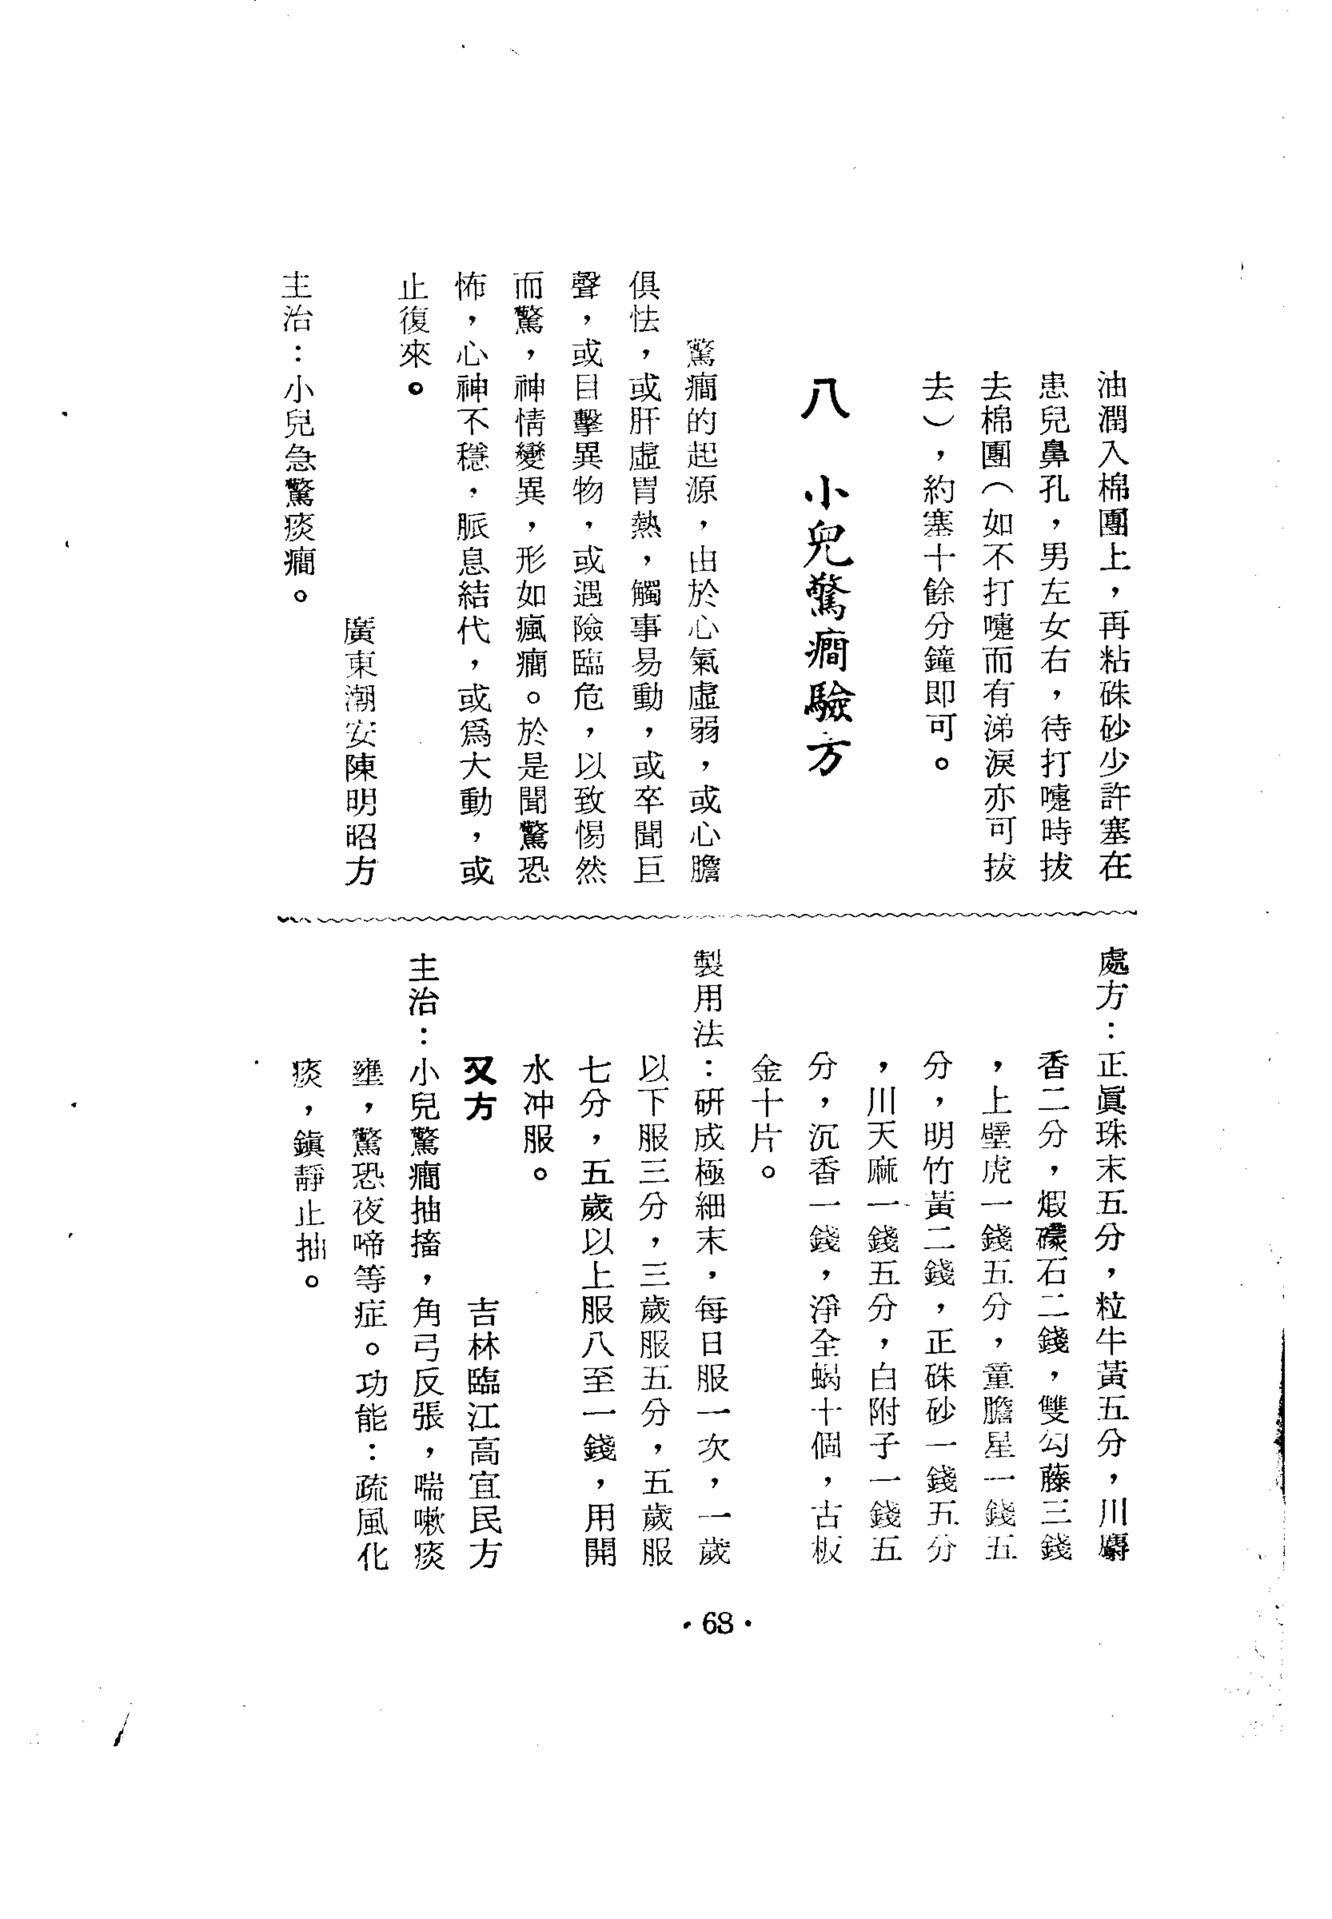 油潤入棉團上，再粘硃砂少許塞在
患兒鼻孔，男左女右，待打嚏時拔
去棉團（如不打嚏而有涕淚亦可拔
去），約塞十餘分鐘即可。
八　小兒驚癇驗方
驚癇的起源，由於心氣虛弱，或心膽
俱怯，或肝虛胃熱，觸事易動，或卒聞巨
聲，或目擊異物，或遇險臨危，以致惕然
而驚，神情變異，形如瘋癇。於是聞驚恐
怖，心神不穩，脈息結代，或爲大動，或
止復來。
廣東潮安陳明昭方
主治：小兒急驚痰癇。
處方：正眞珠末五分，粒牛黃五分，川麝
香二分，煅礞石二錢，雙勾藤三錢
，上壁虎一錢五分，童膽星一錢五
分，明竹黃二錢，正硃砂一錢五分
，川天麻一錢五分，白附子一錢五
分，沉香一錢，淨全蝎十個，古板
金十片。
製用法：研成極細末，每日服一次，一歲
以下服三分，三歲服五分，五歲服
七分，五歲以上服八至一錢，用開
水冲服。
又方　吉林臨江高宜民方
主治：小兒驚癇抽搐，角弓反張，喘嗽痰
壅，驚恐夜啼等症。功能：疏風化
痰，鎭靜止抽。
·68·